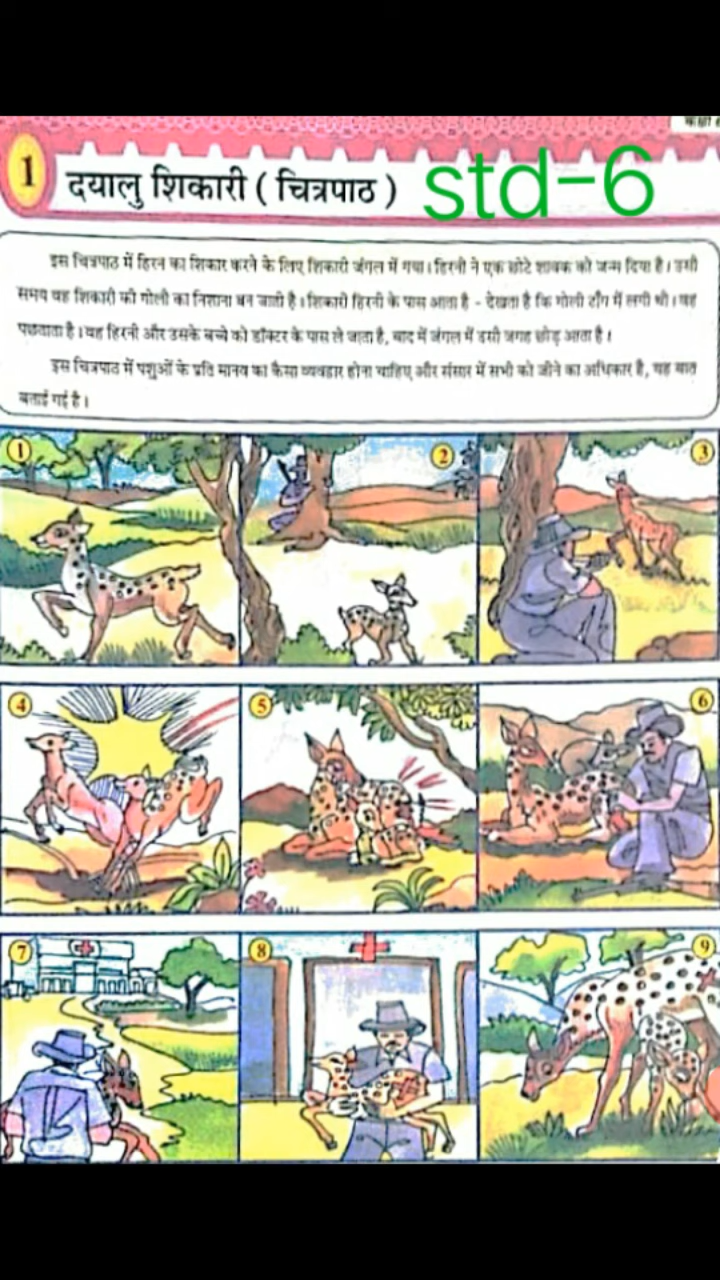 कक्षा
1
दयालु शिकारी ( चित्रपाठ ) std-6
इस चित्रपाठ में हिरन का शिकार करने के लिए शिकारी जंगल में गया। हिरनी ने एक छोटे शावक को जन्म दिया है। उसी
समय वह शिकारी की गोली का निशाना बन जाती है। शिकारी हिरनी के पास आता है - देखता है कि गोली टाँग में लगी थी। वह
पछताता है। वह हिरनी और उसके बच्चे को डॉक्टर के पास ले जाता है, बाद में जंगल में उसी जगह छोड़ आता है।
इस चित्रपाठ में पशुओं के प्रति मानव का कैसा व्यवहार होना चाहिए और संसार में सभी को जीने का अधिकार है, यह बात
बताई गई है।
1
2
3
4
5
6
7
8
9